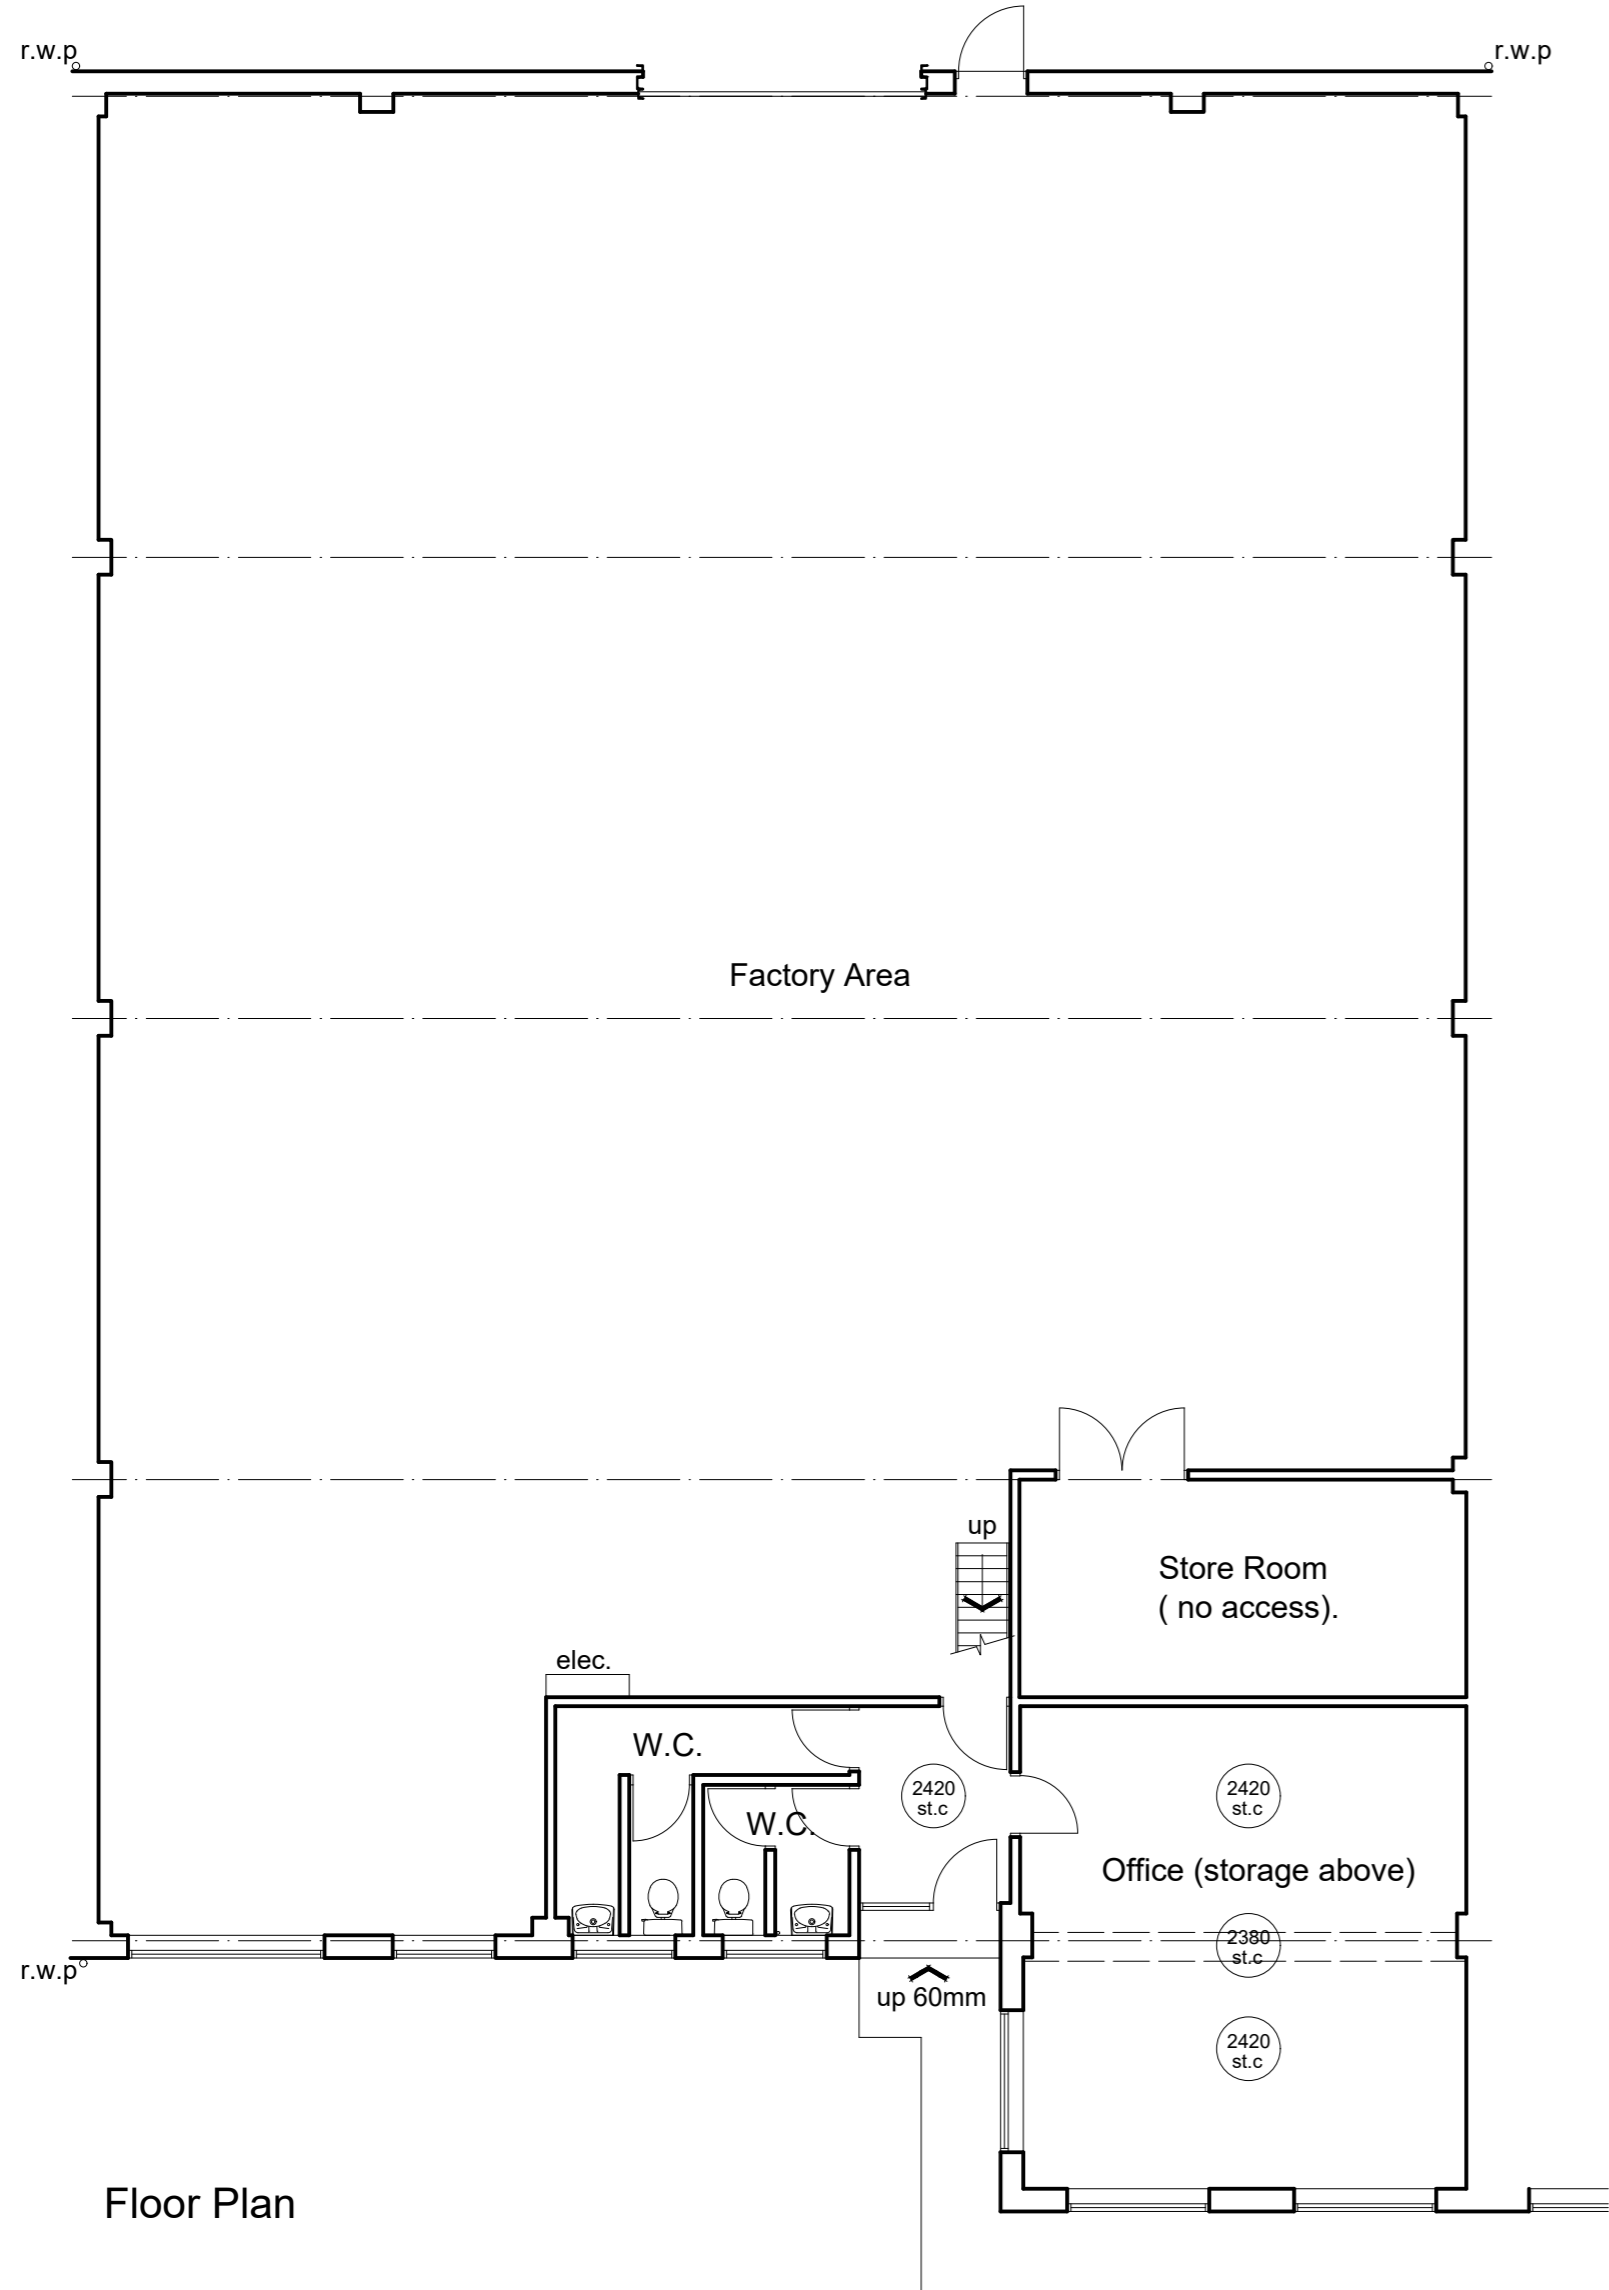 r.w.p
r.w.p
Factory Area
up
Store Room
( no access).
elec.
W.C.
2420
st.c
2420
st.c
W.C.
Office (storage above)
2380
st.c
r.w.p
up 60mm
2420
st.c
Floor Plan